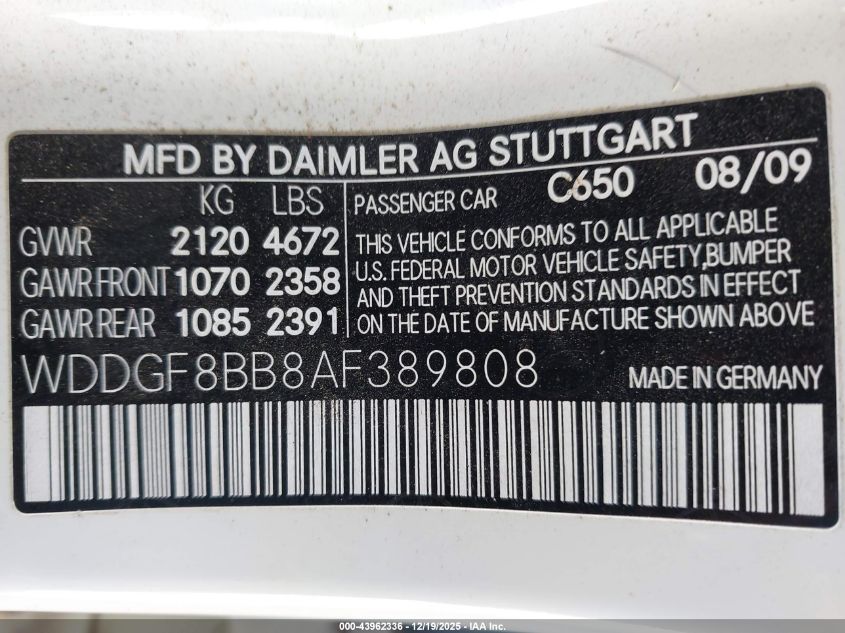 MFD BY DAIMLER AG STUTTGART
KG LBS PASSENGER CAR C650 08/09
GVWR 2120 4672 THIS VEHICLE CONFORMS TO ALL APPLICABLE
GAWR FRONT 1070 2358 U.S. FEDERAL MOTOR VEHICLE SAFETY, BUMPER
AND THEFT PREVENTION STANDARDS IN EFFECT
GAWR REAR 1085 2391 ON THE DATE OF MANUFACTURE SHOWN ABOVE
WDDGF8BB8AF389808 MADE IN GERMANY
000-43962336 - 12/19/2025 - IAA Inc.